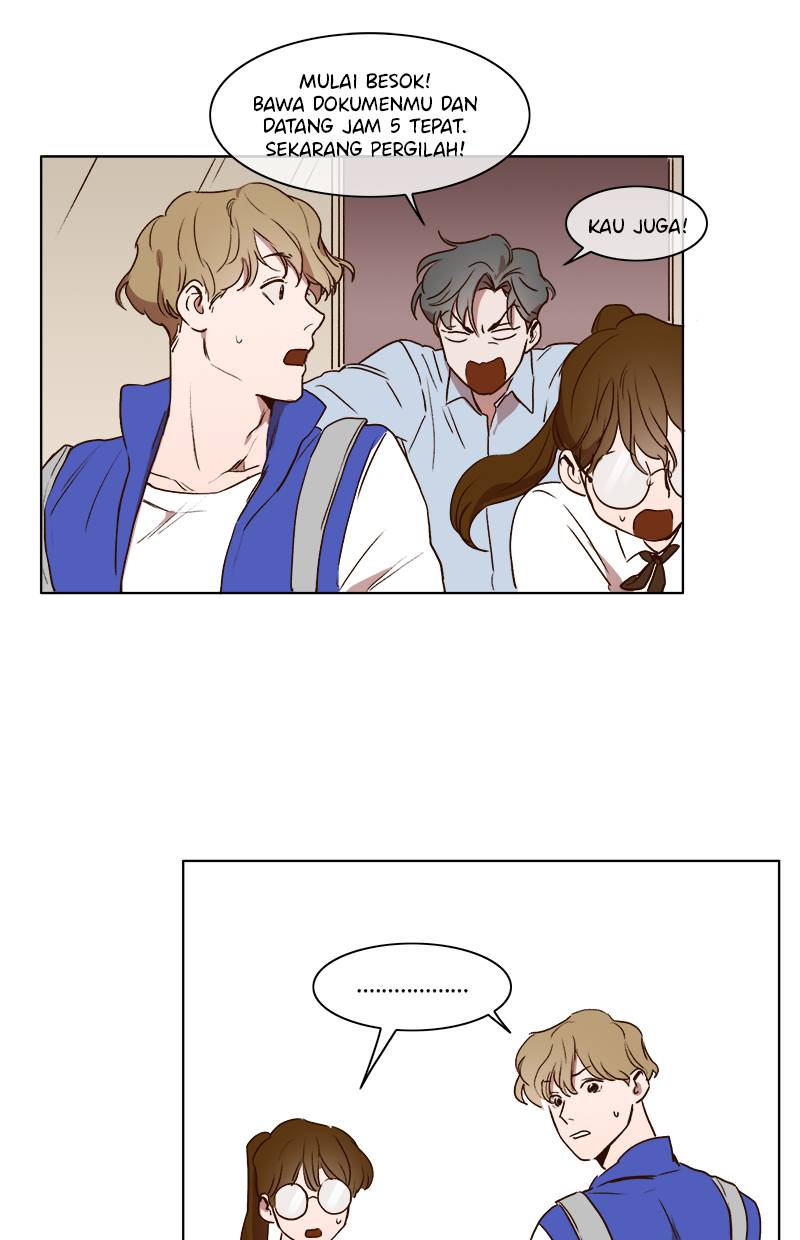 MULAI BESOK!
BAWA DOKUMENMU DAN
DATANG JAM 5 TEPAT.
SEKARANG PERGILAH!
KAU JUGA!
..................